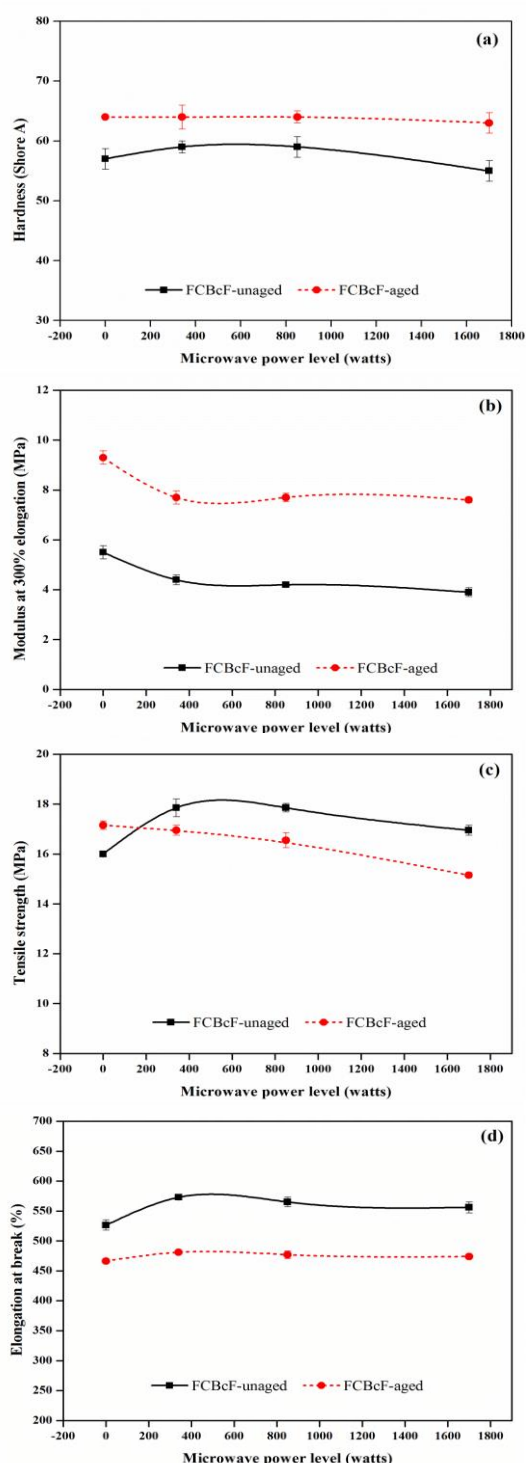 (a)
80
70
60
50
40
30
Hardness (Shore A)
FCBcF-unaged FCBcF-aged
-200 0 200 400 600 800 1000 1200 1400 1600 1800
Microwave power level (watts)
(b)
12
10
8
6
4
2
0
Modulus at 300% elongation (MPa)
FCBcF-unaged FCBcF-aged
-200 0 200 400 600 800 1000 1200 1400 1600 1800
Microwave power level (watts)
(c)
20
18
16
14
12
10
8
Tensile strength (MPa)
FCBcF-unaged FCBcF-aged
-200 0 200 400 600 800 1000 1200 1400 1600 1800
Microwave power level (watts)
(d)
700
650
600
550
500
450
400
350
300
250
200
Elongation at break (%)
FCBcF-unaged FCBcF-aged
-200 0 200 400 600 800 1000 1200 1400 1600 1800
Microwave power level (watts)